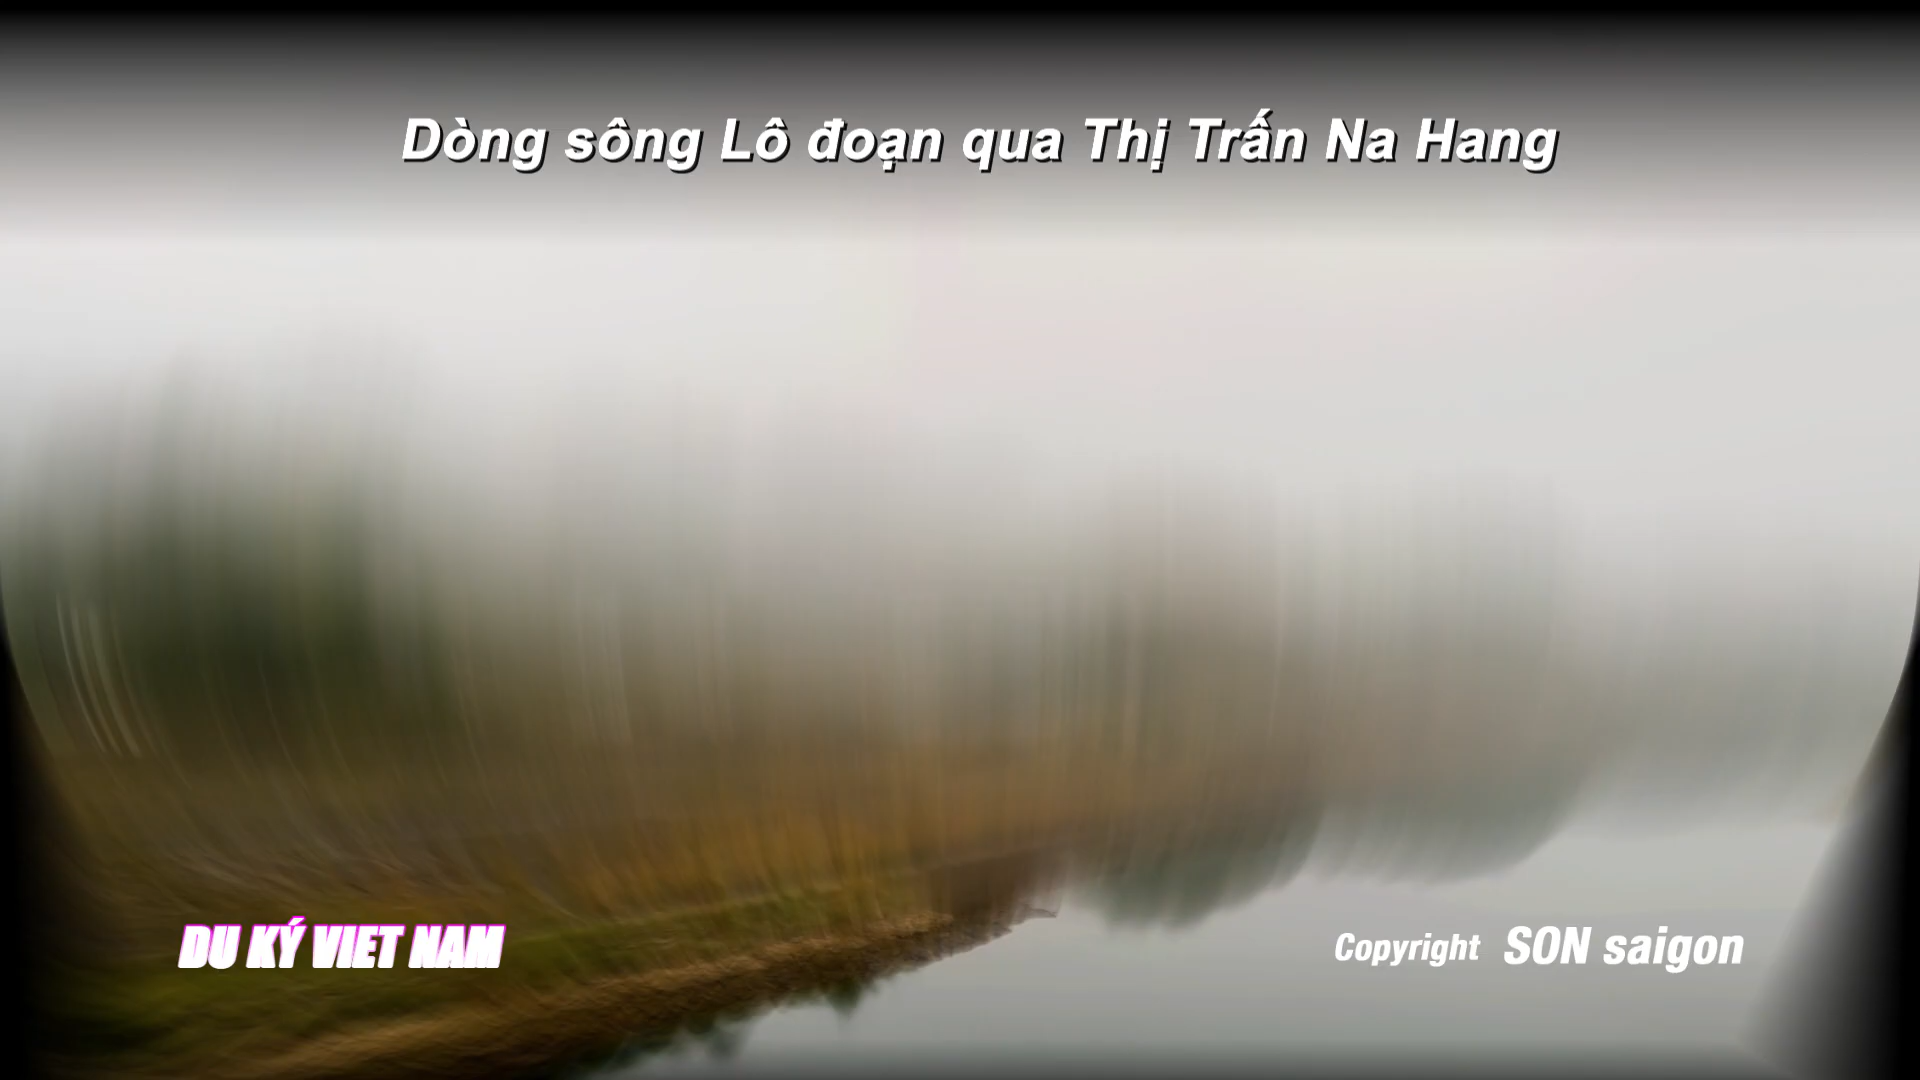 Dòng sông Lô đoạn qua Thị Trấn Na Hang
DU KÝ VIET NAM
Copyright SON saigon